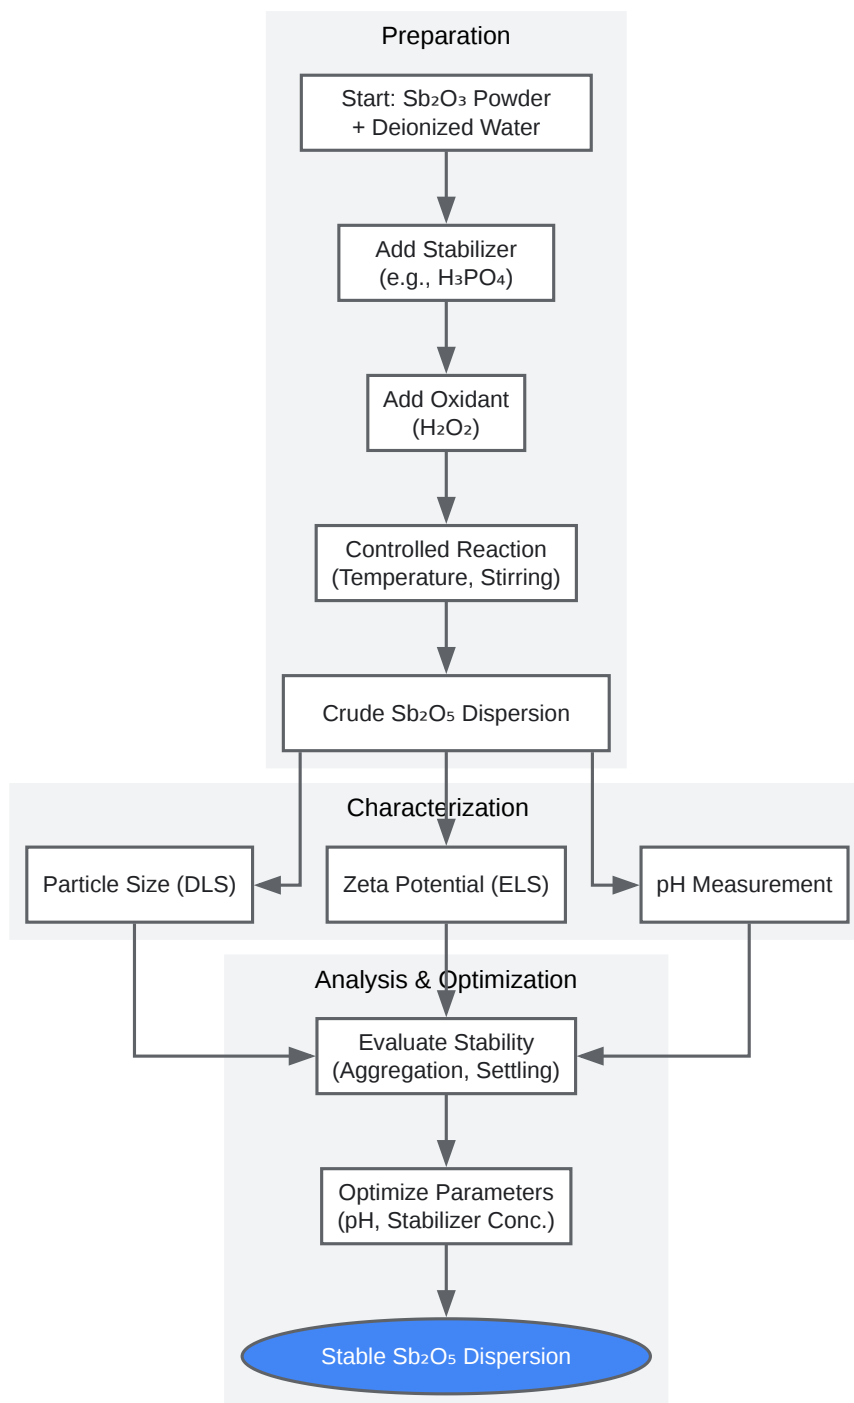 Preparation
Start: Sb₂O₃ Powder
+ Deionized Water
Add Stabilizer
(e.g., H₃PO₄)
Add Oxidant
(H₂O₂)
Controlled Reaction
(Temperature, Stirring)
Crude Sb₂O₅ Dispersion
Characterization
Particle Size (DLS)
Zeta Potential (ELS)
pH Measurement
Analysis & Optimization
Evaluate Stability
(Aggregation, Settling)
Optimize Parameters
(pH, Stabilizer Conc.)
Stable Sb₂O₅ Dispersion